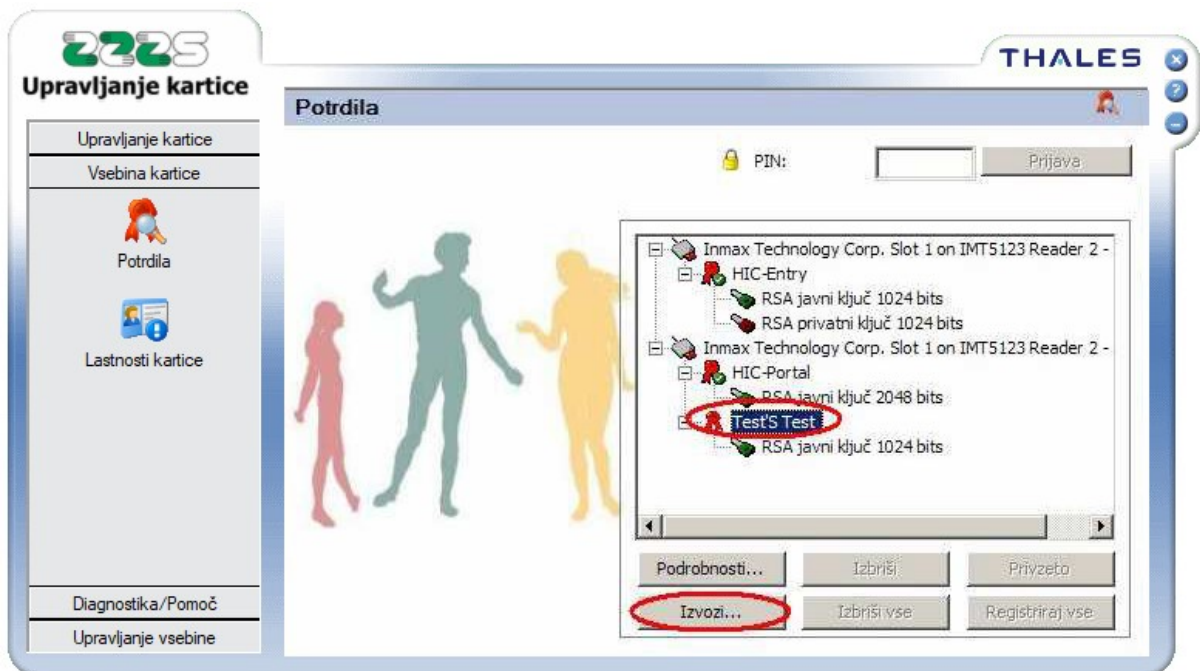 ZZZS
Upravljanje kartice
Upravljanje kartice
Vsebina kartice
Potrdila
Lastnosti kartice
Diagnostika/Pomoč
Upravljanje vsebine
THALES
Potrdila
PIN:
Prijava
Inmax Technology Corp. Slot 1 on IMT5123 Reader 2 -
HIC-Entry
RSA javni ključ 1024 bits
RSA privatni ključ 1024 bits
Inmax Technology Corp. Slot 1 on IMT5123 Reader 2 -
HIC-Portal
RSA javni ključ 2048 bits
Test'S Test
RSA javni ključ 1024 bits
Podrobnosti... Izbriši Privzeto
Izvozi... Izbriši vse Registriraj vse